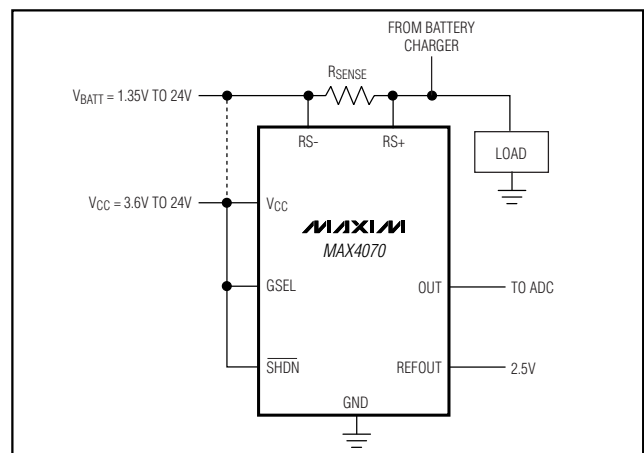 FROM BATTERY
CHARGER
RSENSE
VBATT = 1.35V TO 24V
RS-
RS+
LOAD
VCC = 3.6V TO 24V
VCC
MAXIM
MAX4070
GSEL
OUT
TO ADC
SHDN
REFOUT
2.5V
GND